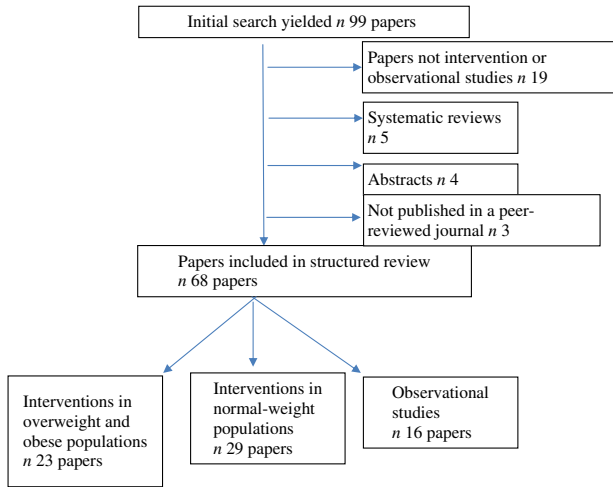 Initial search yielded n 99 papers
Papers not intervention or
observational studies n 19
Systematic reviews
n 5
Abstracts n 4
Not published in a peer-
reviewed journal n 3
Papers included in structured review
n 68 papers
Interventions in
overweight and
obese populations
n 23 papers
Interventions in
normal-weight
populations
n 29 papers
Observational
studies
n 16 papers